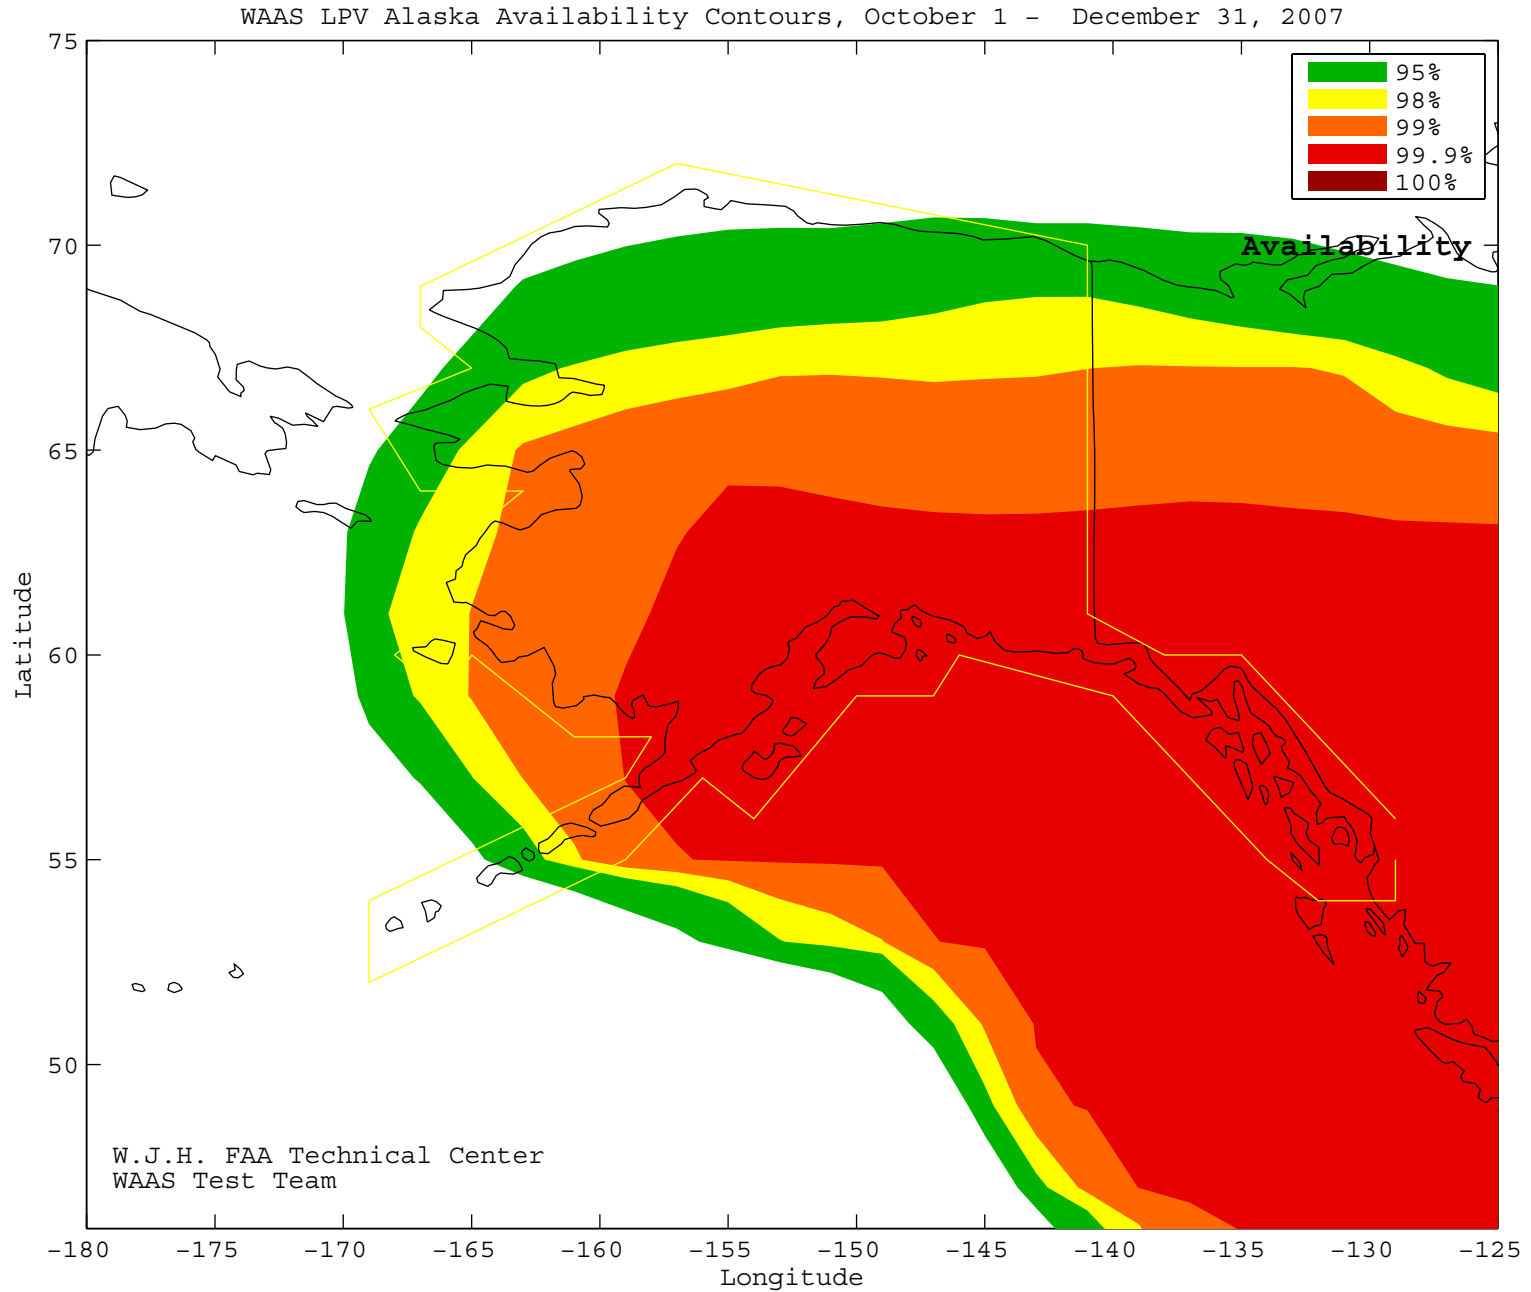 WAAS LPV Alaska Availability Contours, October 1 - December 31, 2007
75
70
65
60
55
50
Latitude
95%
98%
99%
99.9%
100%
Availability
W.J.H. FAA Technical Center
WAAS Test Team
-180 -175 -170 -165 -160 -155 -150 -145 -140 -135 -130 -125
Longitude